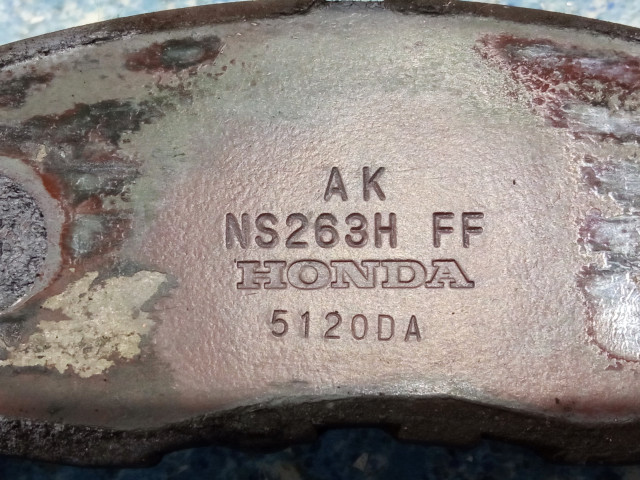 AK
NS263H FF
HONDA
5120DA